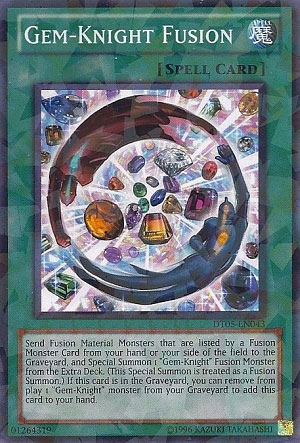 GEM-KNIGHT FUSION 魔
[SPELL CARD]
DT05-EN043
Send Fusion Material Monsters that are listed by a Fusion
Monster Card from your hand or your side of the field to the
Graveyard, and Special Summon 1 "Gem-Knight" Fusion Monster
from the Extra Deck. (This Special Summon is treated as a Fusion
Summon.) If this card is in the Graveyard, you can remove from
play 1 "Gem-Knight" monster from your Graveyard to add this
card to your hand.
01264319 ©1996 KAZUKI TAKAHASHI